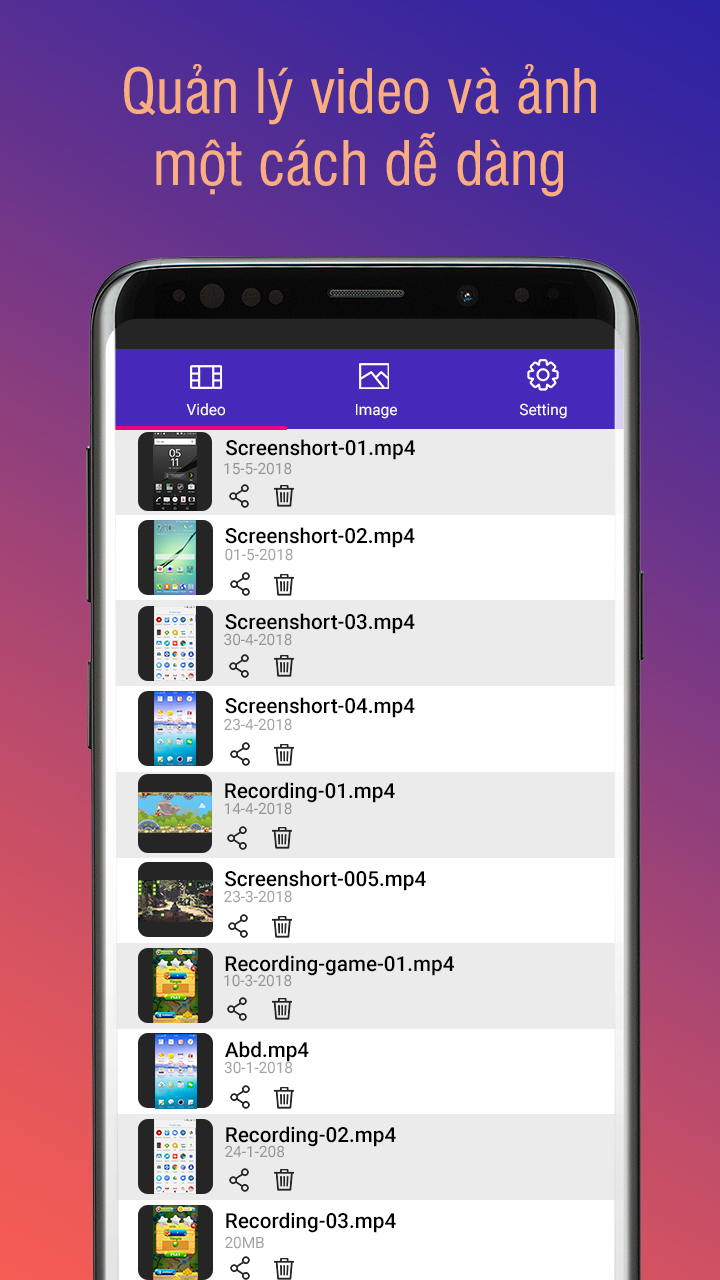 Quản lý video và ảnh
một cách dễ dàng
Video
Image
Setting
05
11
Screenshort-01.mp4
15-5-2018
Screenshort-02.mp4
01-5-2018
Screenshort-03.mp4
30-4-2018
Screenshort-04.mp4
23-4-2018
Recording-01.mp4
14-4-2018
Screenshort-005.mp4
23-3-2018
Recording-game-01.mp4
10-3-2018
PLAY
Abd.mp4
30-1-2018
Recording-02.mp4
24-1-208
Recording-03.mp4
20MB
PLAY